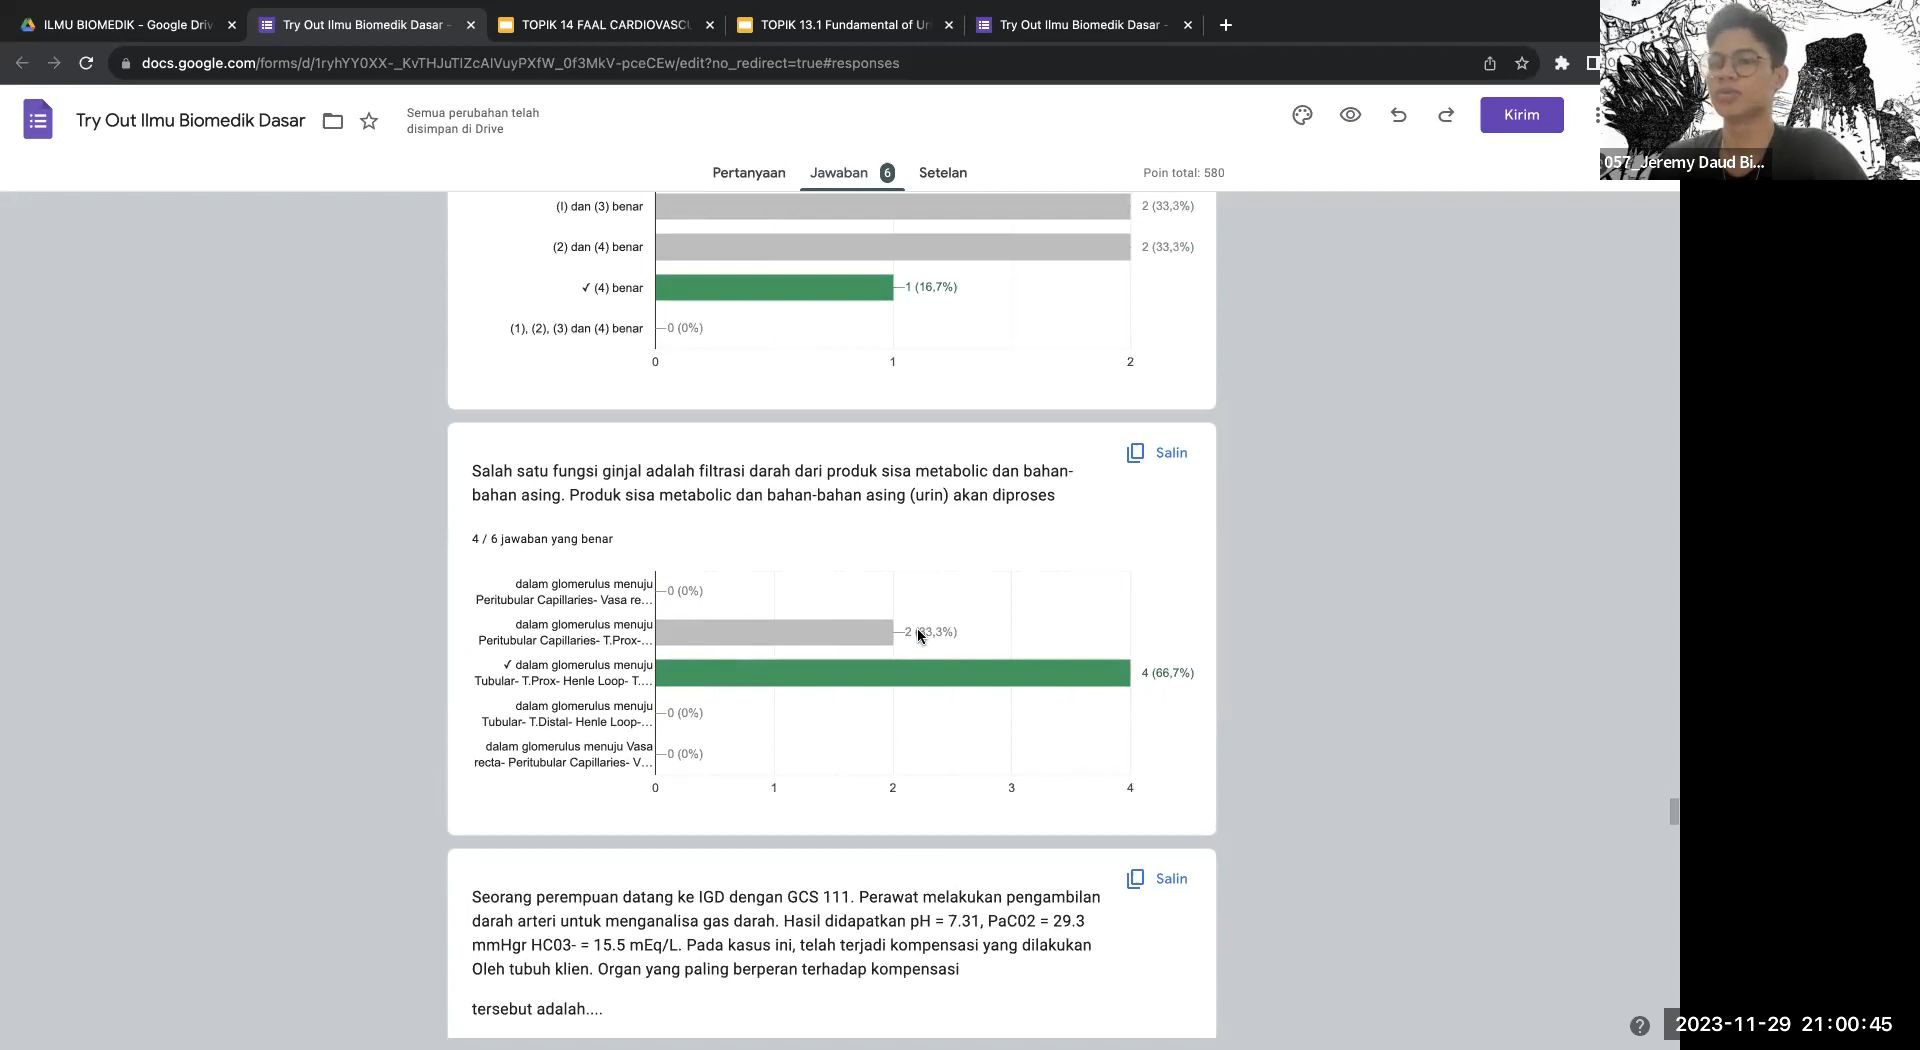 ILMU BIOMEDIK - Google Driv
Try Out Ilmu Biomedik Dasar -
TOPIK 14 FAAL CARDIOVASCU
TOPIK 13.1 Fundamental of Ur
Try Out Ilmu Biomedik Dasar -
docs.google.com/forms/d/1ryhYY0XX-_KvTHJuTlZcAlVuyPXfW_0f3MkV-pceCEw/edit?no_redirect=true#responses
Try Out Ilmu Biomedik Dasar
Semua perubahan telah
disimpan di Drive
Kirim
057_Jeremy Daud Bi...
Pertanyaan
Jawaban 6
Setelan
Poin total: 580
(I) dan (3) benar
2 (33,3%)
(2) dan (4) benar
2 (33,3%)
✓ (4) benar
1 (16,7%)
(1), (2), (3) dan (4) benar
0 (0%)
0 1 2
Salin
Salah satu fungsi ginjal adalah filtrasi darah dari produk sisa metabolic dan bahan-
bahan asing. Produk sisa metabolic dan bahan-bahan asing (urin) akan diproses
4 / 6 jawaban yang benar
dalam glomerulus menuju
Peritubular Capillaries- Vasa re…
0 (0%)
dalam glomerulus menuju
Peritubular Capillaries- T.Prox-…
2 (33,3%)
✓ dalam glomerulus menuju
Tubular- T.Prox- Henle Loop- T.…
4 (66,7%)
dalam glomerulus menuju
Tubular- T.Distal- Henle Loop-…
0 (0%)
dalam glomerulus menuju Vasa
recta- Peritubular Capillaries- V…
0 (0%)
0 1 2 3 4
Salin
Seorang perempuan datang ke IGD dengan GCS 111. Perawat melakukan pengambilan
darah arteri untuk menganalisa gas darah. Hasil didapatkan pH = 7.31, PaC02 = 29.3
mmHgr HC03- = 15.5 mEq/L. Pada kasus ini, telah terjadi kompensasi yang dilakukan
Oleh tubuh klien. Organ yang paling berperan terhadap kompensasi
tersebut adalah....
2023-11-29 21:00:45